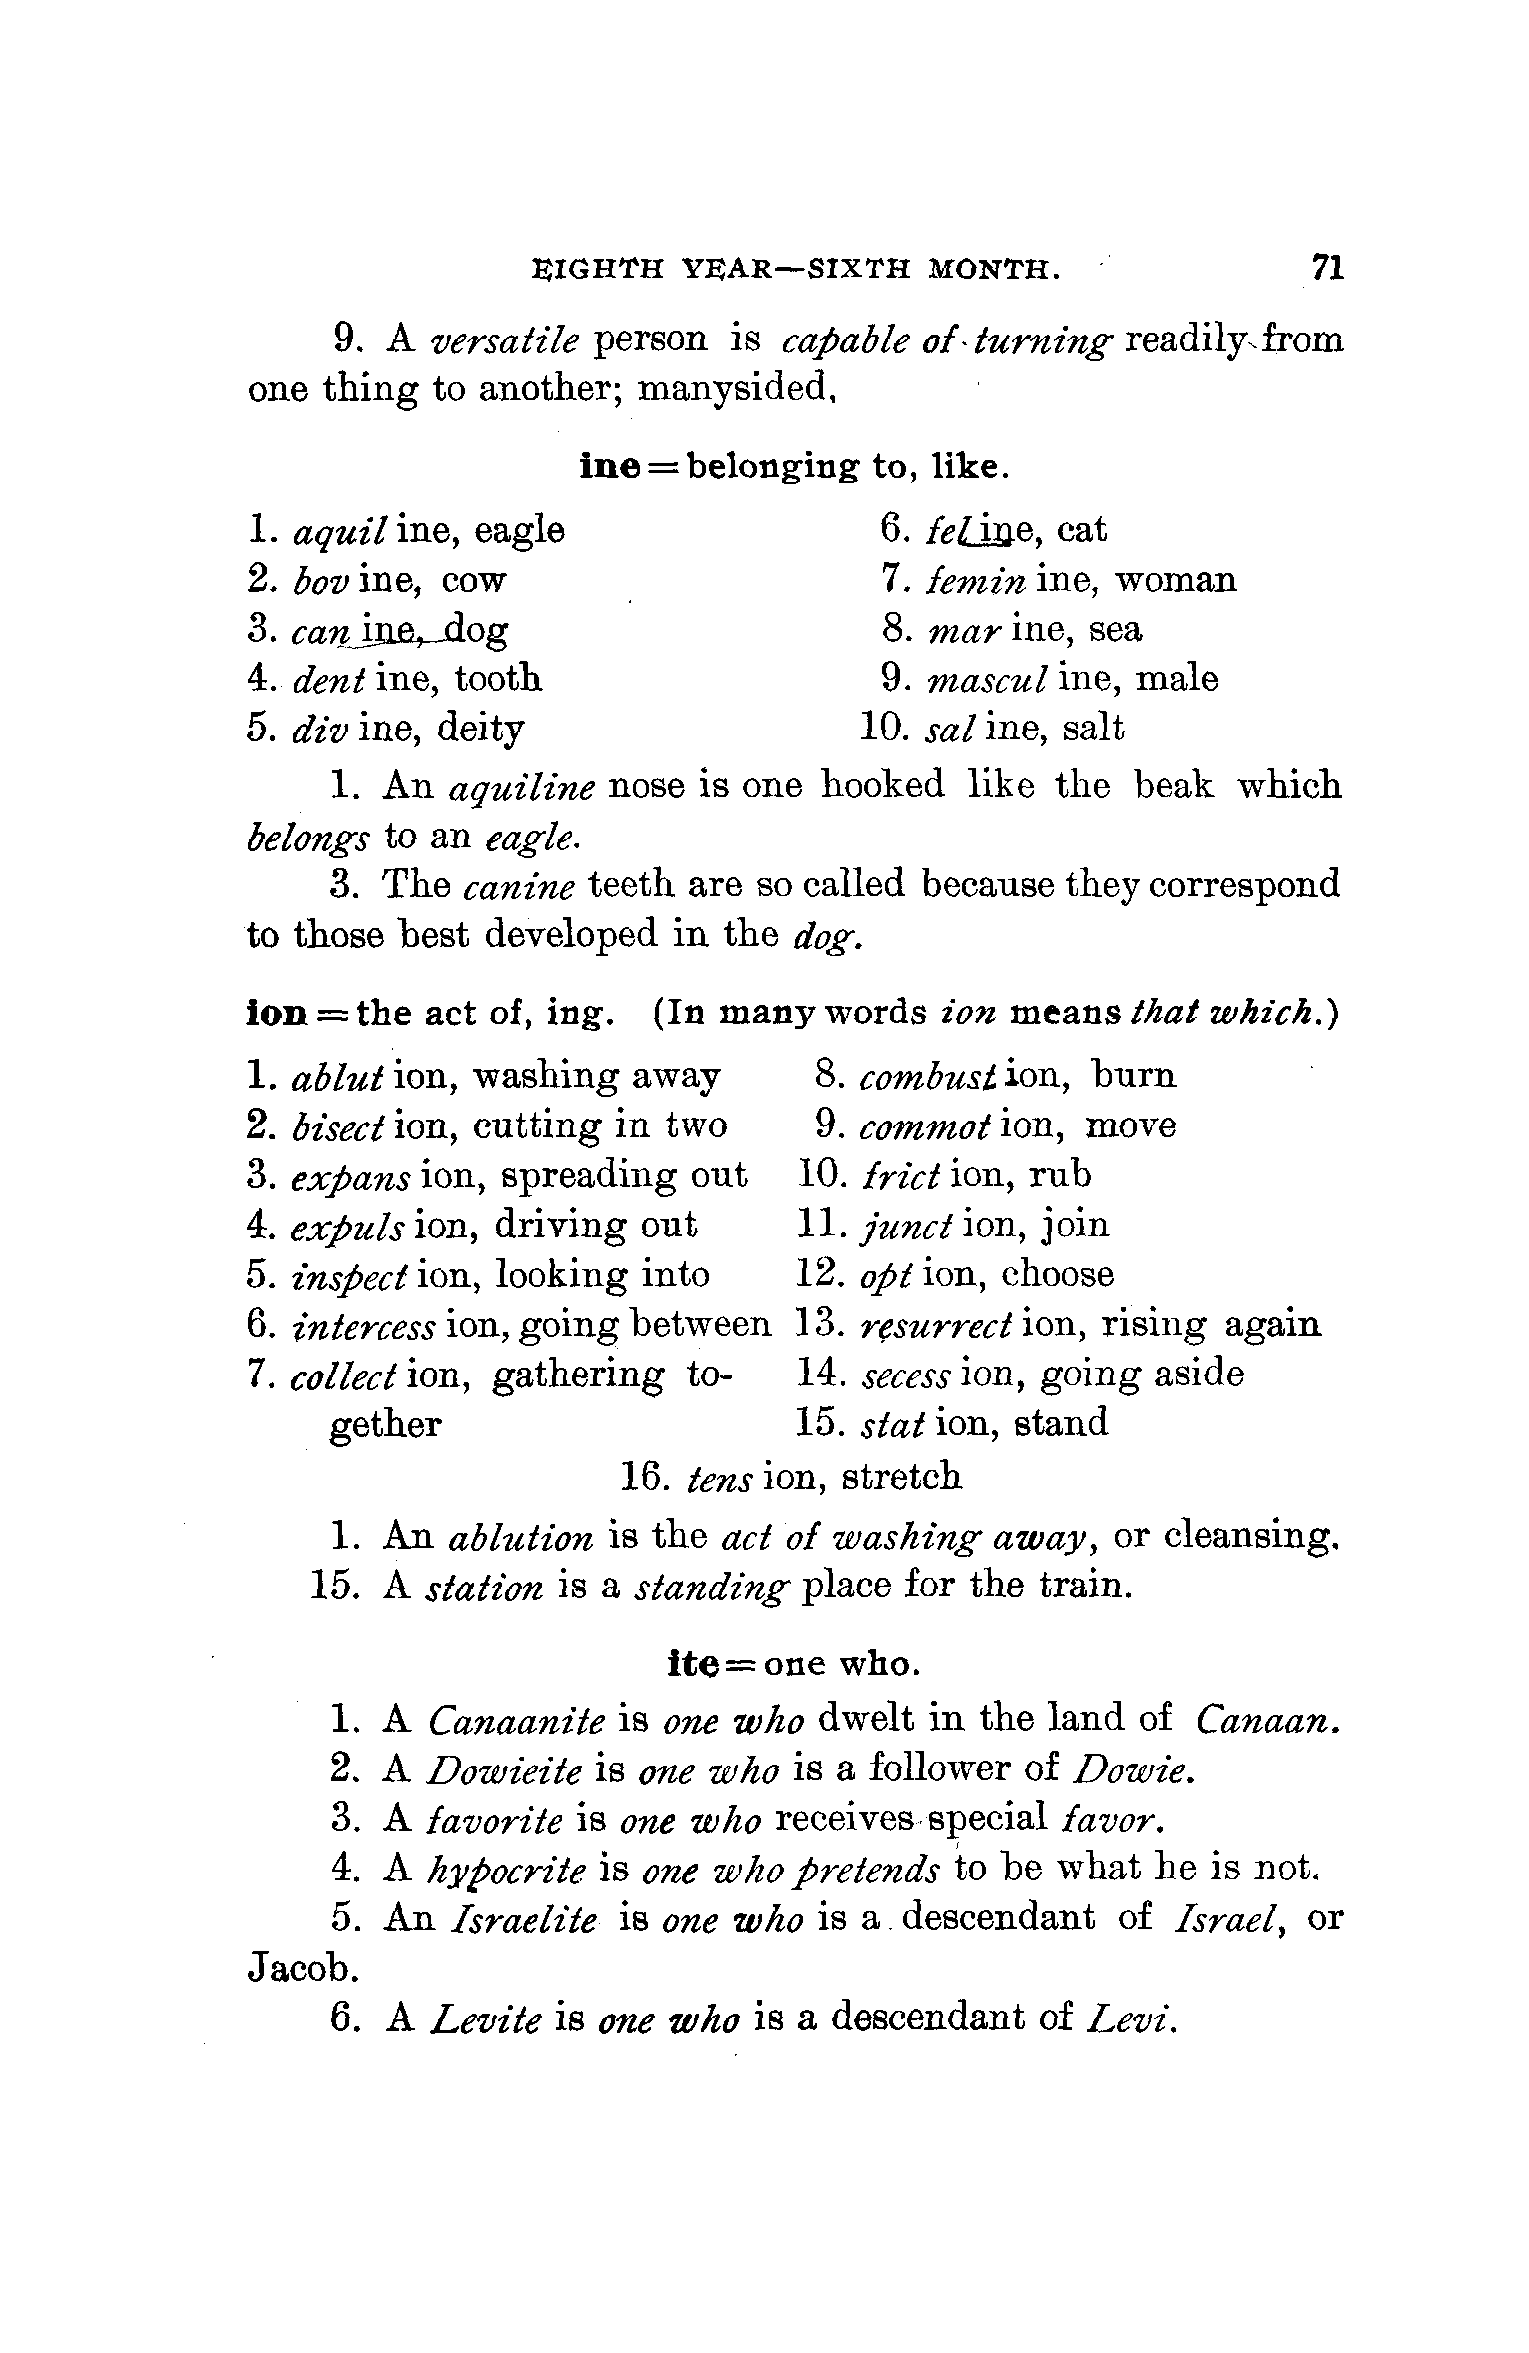 EIGHTH YEAR—SIXTH MONTH. 71
9. A versatile person is capable of turning readily from
one thing to another; manysided,
ine = belonging to, like.
1. aquil ine, eagle
2. bov ine, cow
3. can ine, dog
4. dent ine, tooth
5. div ine, deity
6. fel ine, cat
7. femin ine, woman
8. mar ine, sea
9. mascul ine, male
10. sal ine, salt
1. An aquiline nose is one hooked like the beak which
belongs to an eagle.
3. The canine teeth are so called because they correspond
to those best developed in the dog.
ion = the act of, ing. (In many words ion means that which.)
1. ablut ion, washing away
2. bisect ion, cutting in two
3. expans ion, spreading out
4. expuls ion, driving out
5. inspect ion, looking into
6. intercess ion, going between
7. collect ion, gathering to-
gether
8. combust ion, burn
9. commot ion, move
10. frict ion, rub
11. junct ion, join
12. opt ion, choose
13. resurrect ion, rising again
14. secess ion, going aside
15. stat ion, stand
16. tens ion, stretch
1. An ablution is the act of washing away, or cleansing.
15. A station is a standing place for the train.
ite = one who.
1. A Canaanite is one who dwelt in the land of Canaan.
2. A Dowieite is one who is a follower of Dowie.
3. A favorite is one who receives special favor.
4. A hypocrite is one who pretends to be what he is not.
5. An Israelite is one who is a descendant of Israel, or
Jacob.
6. A Levite is one who is a descendant of Levi.